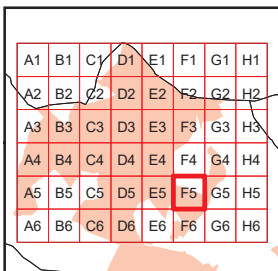 A1 B1 C1 D1 E1 F1 G1 H1
A2 B2 C2 D2 E2 F2 G2 H2
A3 B3 C3 D3 E3 F3 G3 H3
A4 B4 C4 D4 E4 F4 G4 H4
A5 B5 C5 D5 E5 F5 G5 H5
A6 B6 C6 D6 E6 F6 G6 H6